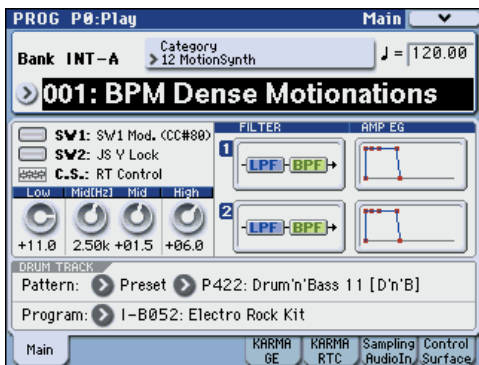 PROG P0:Play Main
Bank INT-A Category 12 MotionSynth ♩= 120.00
001: BPM Dense Motionations
SW1: SW1 Mod. (CC#80)
SW2: JS Y Lock
C.S.: RT Control
Low Mid[Hz] Mid High
+11.0 2.50k +01.5 +06.0
FILTER AMP EG
1 LPF BPF
2 LPF BPF
DRUM TRACK
Pattern: Preset P422: Drum'n'Bass 11 [D'n'B]
Program: I-B052: Electro Rock Kit
Main KARMA GE KARMA RTC Sampling AudioIn Control Surface